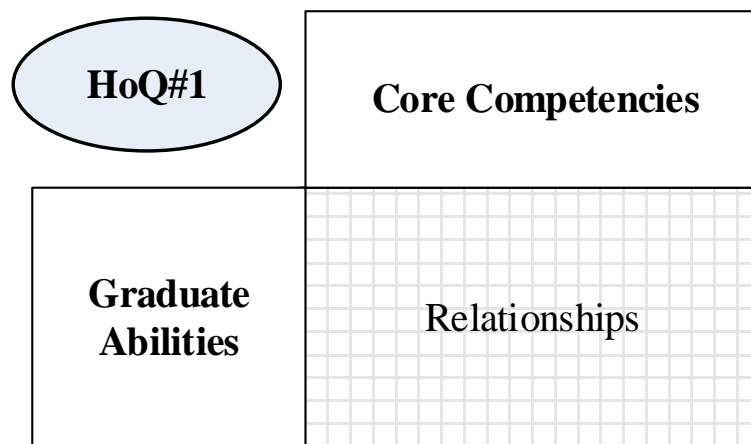 HoQ#1
Core Competencies
Graduate
Abilities
Relationships